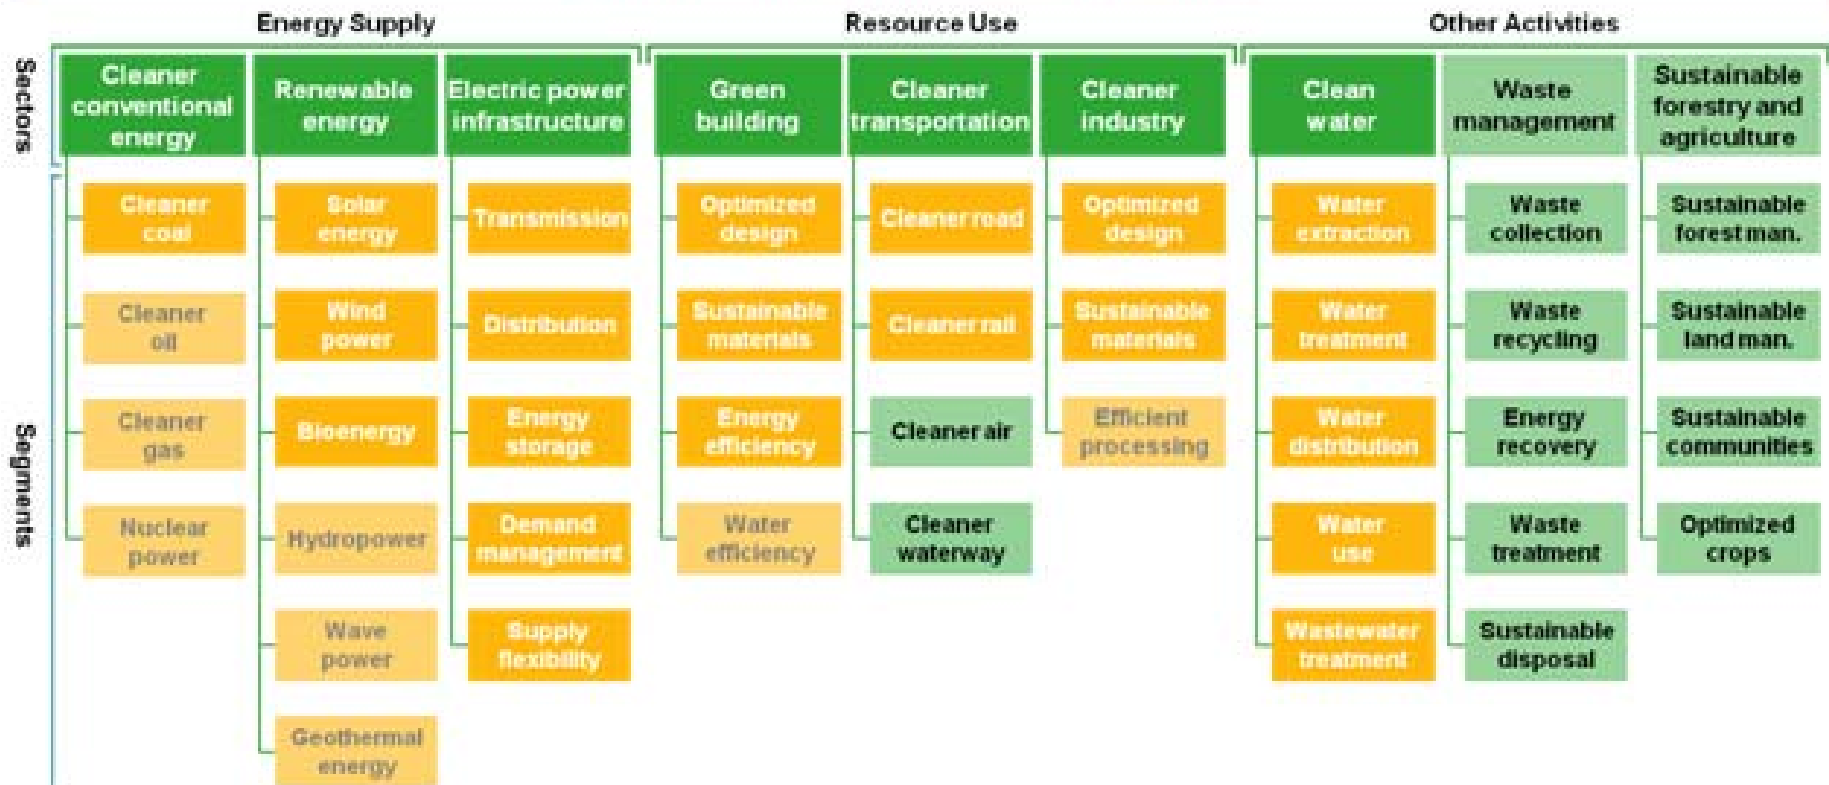 Energy Supply
Resource Use
Other Activities
Sectors
Cleaner
conventional
energy
Renewable
energy
Electric power
infrastructure
Green
building
Cleaner
transportation
Cleaner
industry
Clean
water
Waste
management
Sustainable
forestry and
agriculture
Segments
Cleaner
coal
Cleaner
oil
Cleaner
gas
Nuclear
power
Solar
energy
Wind
power
Bioenergy
Hydropower
Wave
power
Geothermal
energy
Transmission
Distribution
Energy
storage
Demand
management
Supply
flexibility
Optimized
design
Sustainable
materials
Energy
efficiency
Water
efficiency
Cleaner road
Cleaner rail
Cleaner air
Cleaner
waterway
Optimized
design
Sustainable
materials
Efficient
processing
Water
extraction
Water
treatment
Water
distribution
Water
use
Wastewater
treatment
Waste
collection
Waste
recycling
Energy
recovery
Waste
treatment
Sustainable
disposal
Sustainable
forest man.
Sustainable
land man.
Sustainable
communities
Optimized
crops